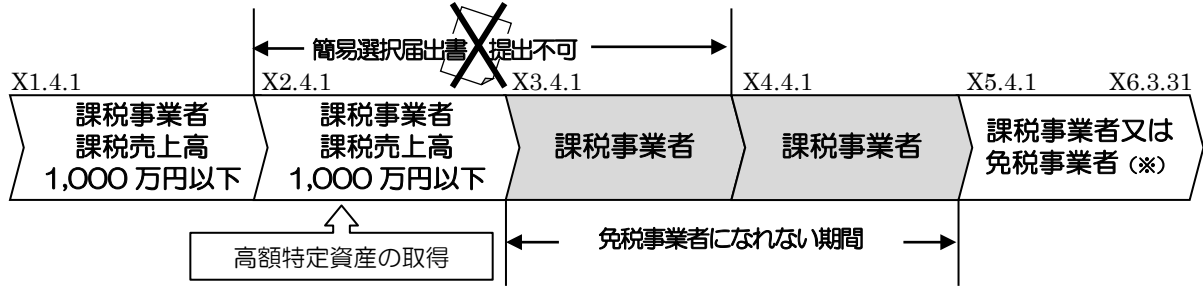 簡易選択届出書 提出不可
X1.4.1
X2.4.1
X3.4.1
X4.4.1
X5.4.1
X6.3.31
課税事業者
課税売上高
1,000 万円以下
課税事業者
課税売上高
1,000 万円以下
課税事業者
課税事業者
課税事業者又は
免税事業者（※）
高額特定資産の取得
免税事業者になれない期間